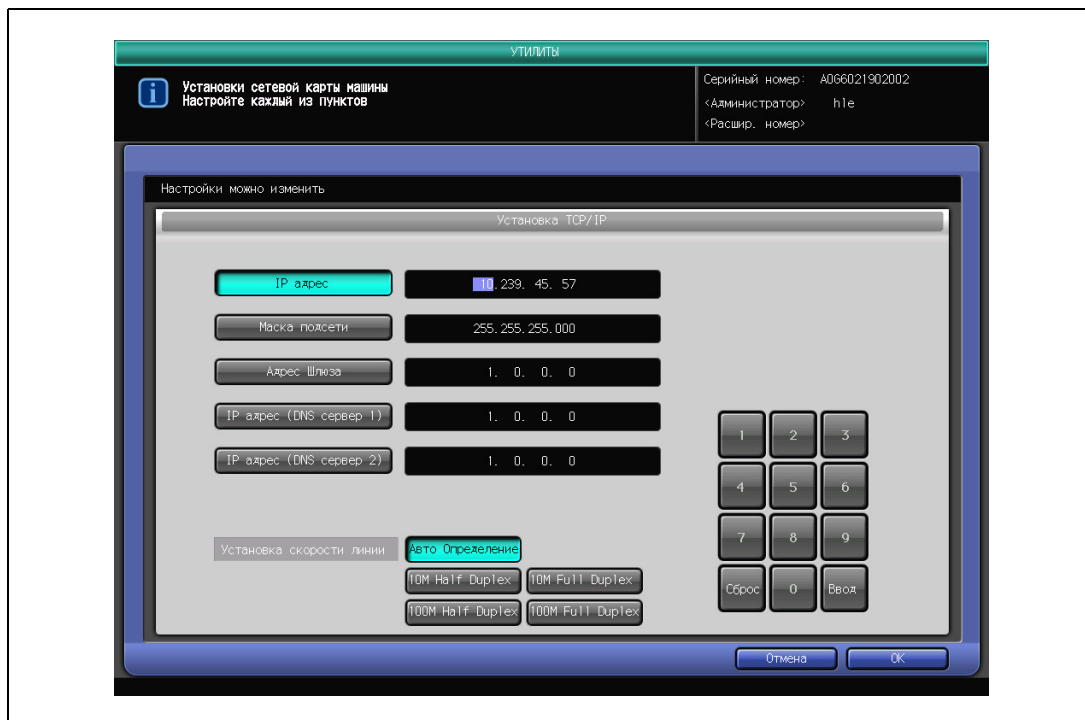 УТИЛИТЫ
Установки сетевой карты машины
Настройте каждый из пунктов
Серийный номер: A0G6021902002
<Администратор> hle
<Расшир. номер>
Настройки можно изменить
Установка TCP/IP
IP адрес 10.239. 45. 57
Маска подсети 255.255.255.000
Адрес Шлюза 1. 0. 0. 0
IP адрес (DNS сервер 1) 1. 0. 0. 0
IP адрес (DNS сервер 2) 1. 0. 0. 0
1 2 3
4 5 6
7 8 9
Сброс 0 Ввод
Установка скорости линии Авто Определение
10M Half Duplex 10M Full Duplex
100M Half Duplex 100M Full Duplex
Отмена OK